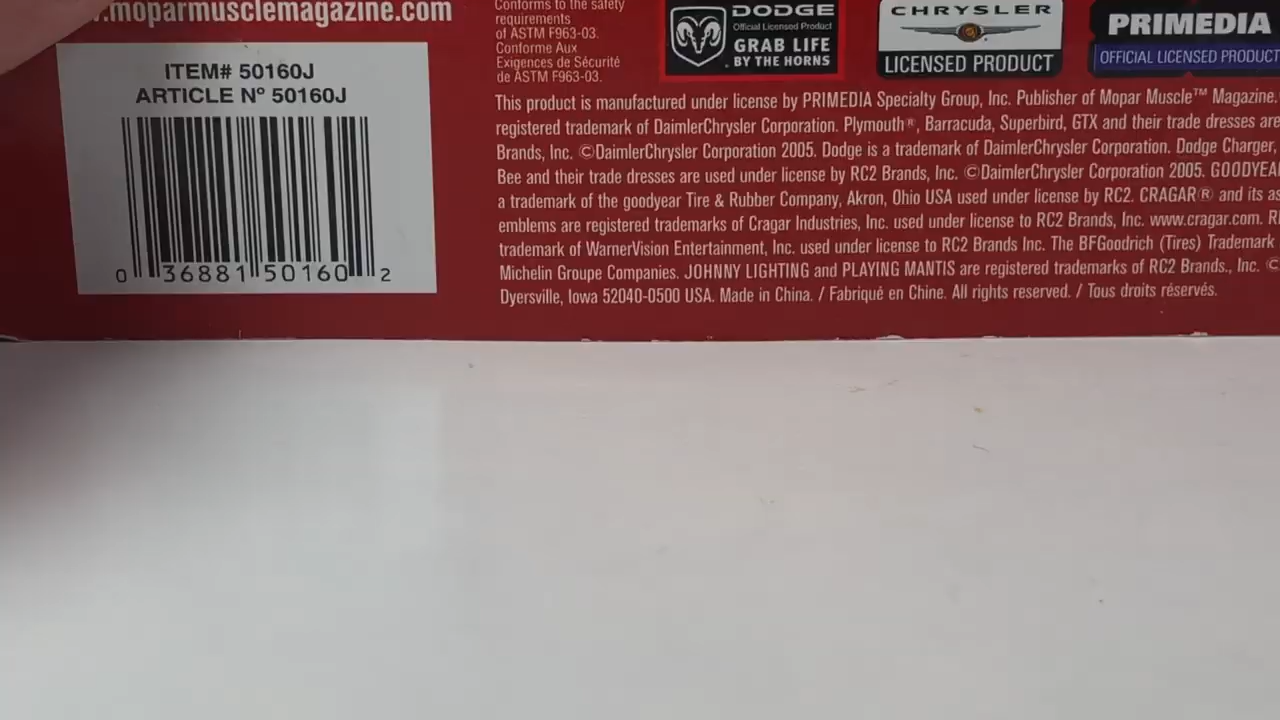 .moparmusclemagazine.com
ITEM# 50160J
ARTICLE Nº 50160J
0 36881 50160 2
Conforms to the safety
requirements
of ASTM F963-03.
Conforme Aux
Exigences de Sécurité
de ASTM F963-03.
DODGE
Official Licensed Product
GRAB LIFE
BY THE HORNS
CHRYSLER
LICENSED PRODUCT
PRIMEDIA
OFFICIAL LICENSED PRODUCT
This product is manufactured under license by PRIMEDIA Specialty Group, Inc. Publisher of Mopar Muscle™ Magazine.
registered trademark of DaimlerChrysler Corporation. Plymouth®, Barracuda, Superbird, GTX and their trade dresses are
Brands, Inc. ©DaimlerChrysler Corporation 2005. Dodge is a trademark of DaimlerChrysler Corporation. Dodge Charger,
Bee and their trade dresses are used under license by RC2 Brands, Inc. ©DaimlerChrysler Corporation 2005. GOODYEA
a trademark of the goodyear Tire & Rubber Company, Akron, Ohio USA used under license by RC2. CRAGAR® and its as
emblems are registered trademarks of Cragar Industries, Inc. used under license to RC2 Brands, Inc. www.cragar.com. R
trademark of WarnerVision Entertainment, Inc. used under license to RC2 Brands Inc. The BFGoodrich (Tires) Trademark
Michelin Groupe Companies. JOHNNY LIGHTING and PLAYING MANTIS are registered trademarks of RC2 Brands., Inc. ©
Dyersville, Iowa 52040-0500 USA. Made in China. / Fabriqué en Chine. All rights reserved. / Tous droits réservés.